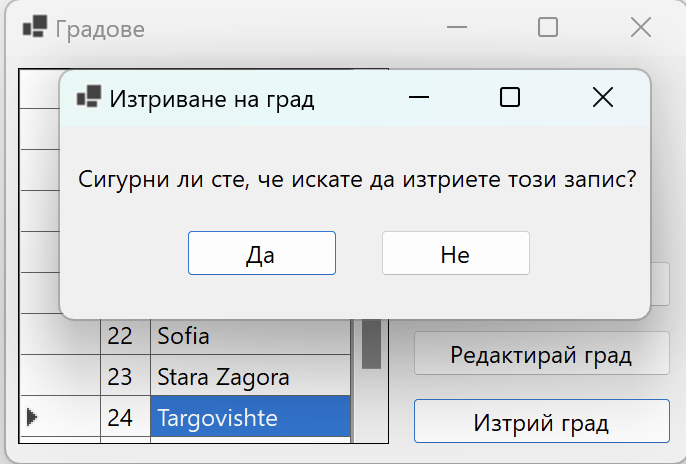 Градове
Изтриване на град
Сигурни ли сте, че искате да изтриете този запис?
Да Не
22 Sofia
23 Stara Zagora
Редактирай град
24 Targovishte
Изтрий град